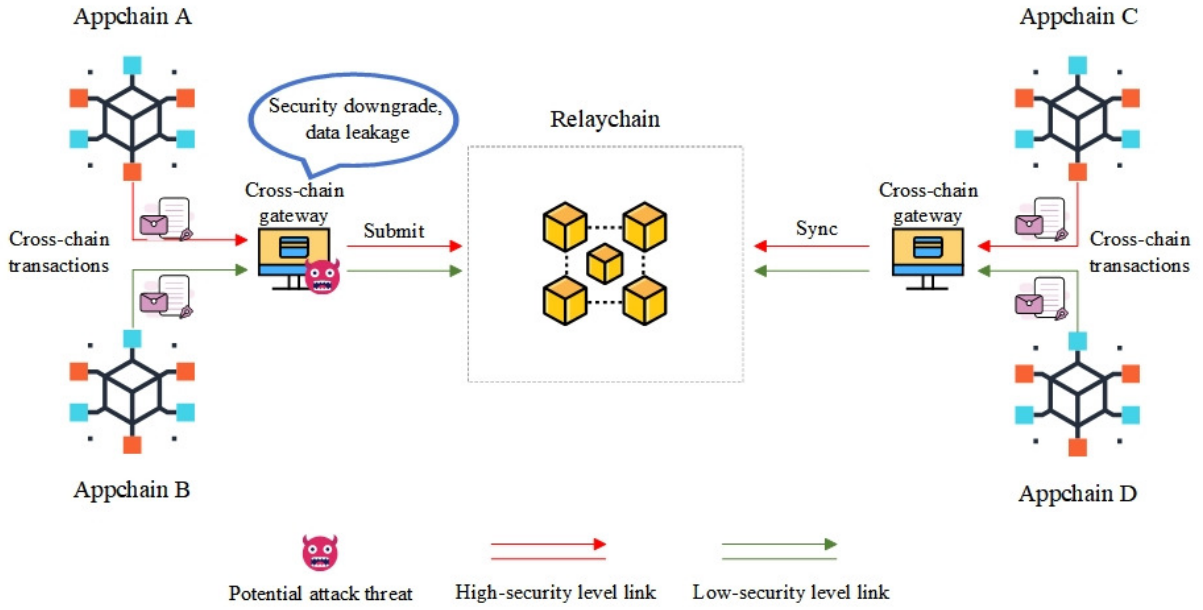 Appchain A
Appchain C
Security downgrade,
data leakage
Relaychain
Cross-chain
gateway
Cross-chain
gateway
Submit
Sync
Cross-chain
transactions
Cross-chain
transactions
Appchain B
Appchain D
Potential attack threat
High-security level link
Low-security level link